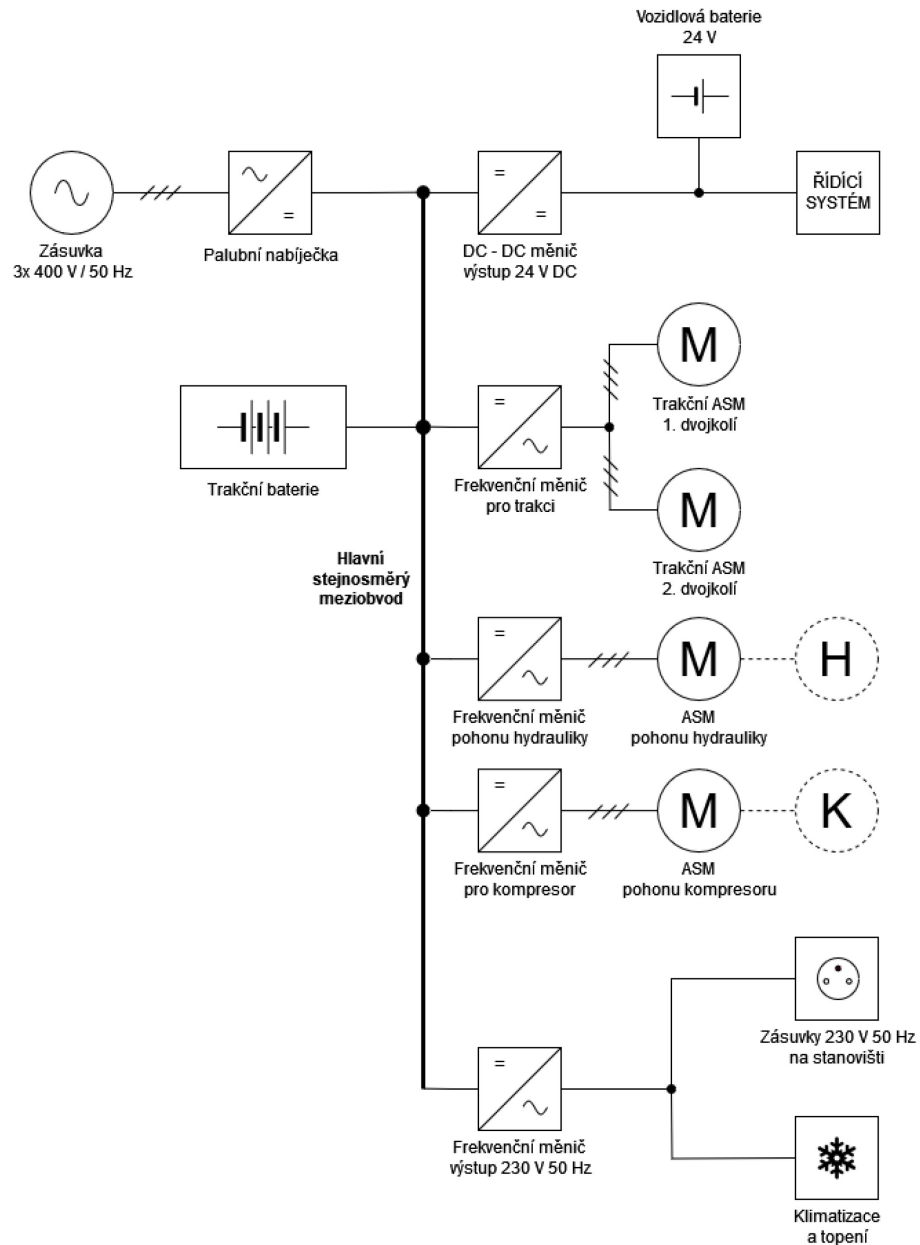 Vozidlová baterie
24 V
ŘÍDÍCÍ
SYSTÉM
Zásuvka
3x 400 V / 50 Hz
Palubní nabíječka
DC - DC měnič
výstup 24 V DC
M
Trakční ASM
1. dvojkolí
Trakční baterie
Frekvenční měnič
pro trakci
M
Trakční ASM
2. dvojkolí
Hlavní
stejnosměrý
meziobvod
M
H
Frekvenční měnič
pohonu hydrauliky
ASM
pohonu hydrauliky
M
K
Frekvenční měnič
pro kompresor
ASM
pohonu kompresoru
Zásuvky 230 V 50 Hz
na stanovišti
Frekvenční měnič
výstup 230 V 50 Hz
Klimatizace
a topení